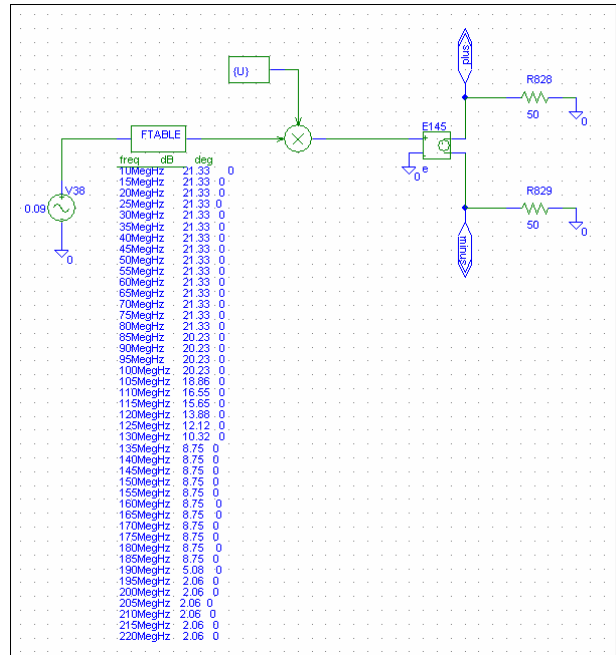 plus
{U}
R828
50
0
FTABLE
E145
0
e
freq dB deg
V38
0.09
0
R829
50
0
minus
10MegHz 21.33 0
15MegHz 21.33 0
20MegHz 21.33 0
25MegHz 21.33 0
30MegHz 21.33 0
35MegHz 21.33 0
40MegHz 21.33 0
45MegHz 21.33 0
50MegHz 21.33 0
55MegHz 21.33 0
60MegHz 21.33 0
65MegHz 21.33 0
70MegHz 21.33 0
75MegHz 21.33 0
80MegHz 21.33 0
85MegHz 20.23 0
90MegHz 20.23 0
95MegHz 20.23 0
100MegHz 20.23 0
105MegHz 18.86 0
110MegHz 16.55 0
115MegHz 15.65 0
120MegHz 13.88 0
125MegHz 12.12 0
130MegHz 10.32 0
135MegHz 8.75 0
140MegHz 8.75 0
145MegHz 8.75 0
150MegHz 8.75 0
155MegHz 8.75 0
160MegHz 8.75 0
165MegHz 8.75 0
170MegHz 8.75 0
175MegHz 8.75 0
180MegHz 8.75 0
185MegHz 8.75 0
190MegHz 5.08 0
195MegHz 2.06 0
200MegHz 2.06 0
205MegHz 2.06 0
210MegHz 2.06 0
215MegHz 2.06 0
220MegHz 2.06 0